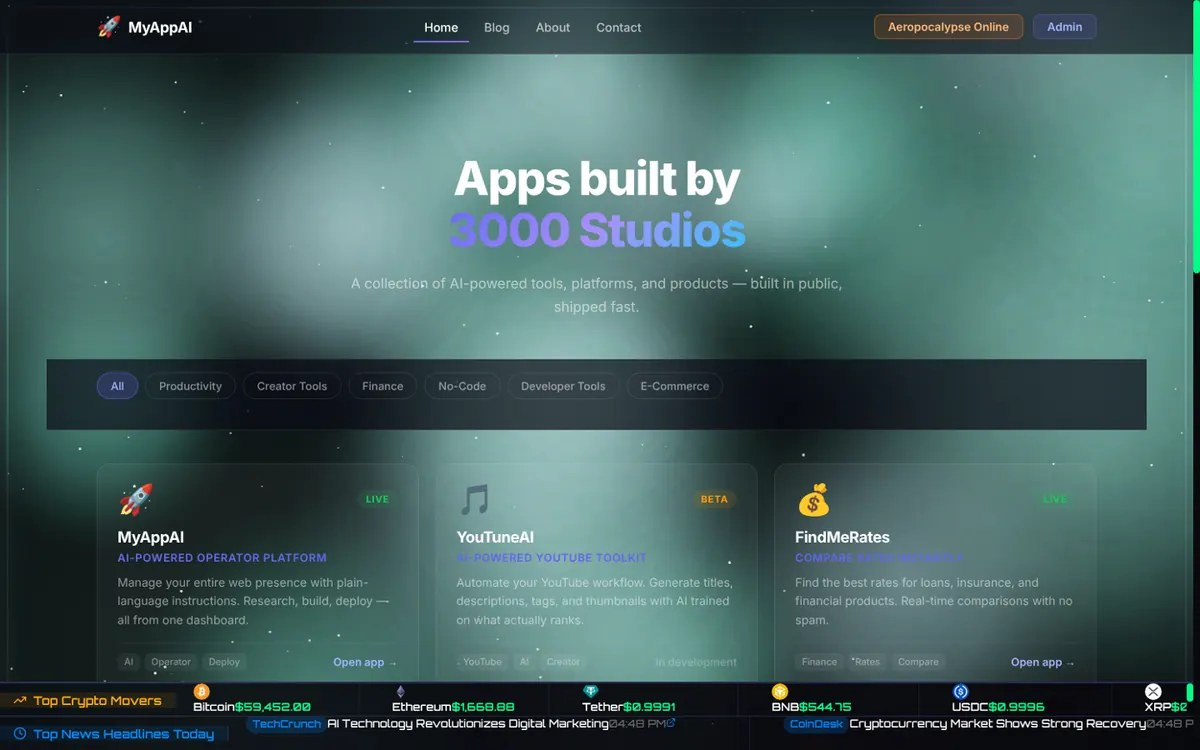 MyAppAI
Home Blog About Contact
Aeropocalypse Online Admin
Apps built by
3000 Studios
A collection of AI-powered tools, platforms, and products — built in public,
shipped fast.
All Productivity Creator Tools Finance No-Code Developer Tools E-Commerce
LIVE
MyAppAI
AI-POWERED OPERATOR PLATFORM
Manage your entire web presence with plain-
language instructions. Research, build, deploy —
all from one dashboard.
AI Operator Deploy Open app →
BETA
YouTuneAI
AI-POWERED YOUTUBE TOOLKIT
Automate your YouTube workflow. Generate titles,
descriptions, tags, and thumbnails with AI trained
on what actually ranks.
YouTube AI Creator In development
LIVE
FindMeRates
COMPARE RATES INSTANTLY
Find the best rates for loans, insurance, and
financial products. Real-time comparisons with no
spam.
Finance Rates Compare Open app →
Top Crypto Movers
Bitcoin$59,452.00 Ethereum$1,668.88 Tether$0.9991 BNB$544.75 USDC$0.9996 XRP$0
Top News Headlines Today
TechCrunch AI Technology Revolutionizes Digital Marketing04:48 PM CoinDesk Cryptocurrency Market Shows Strong Recovery04:48 P